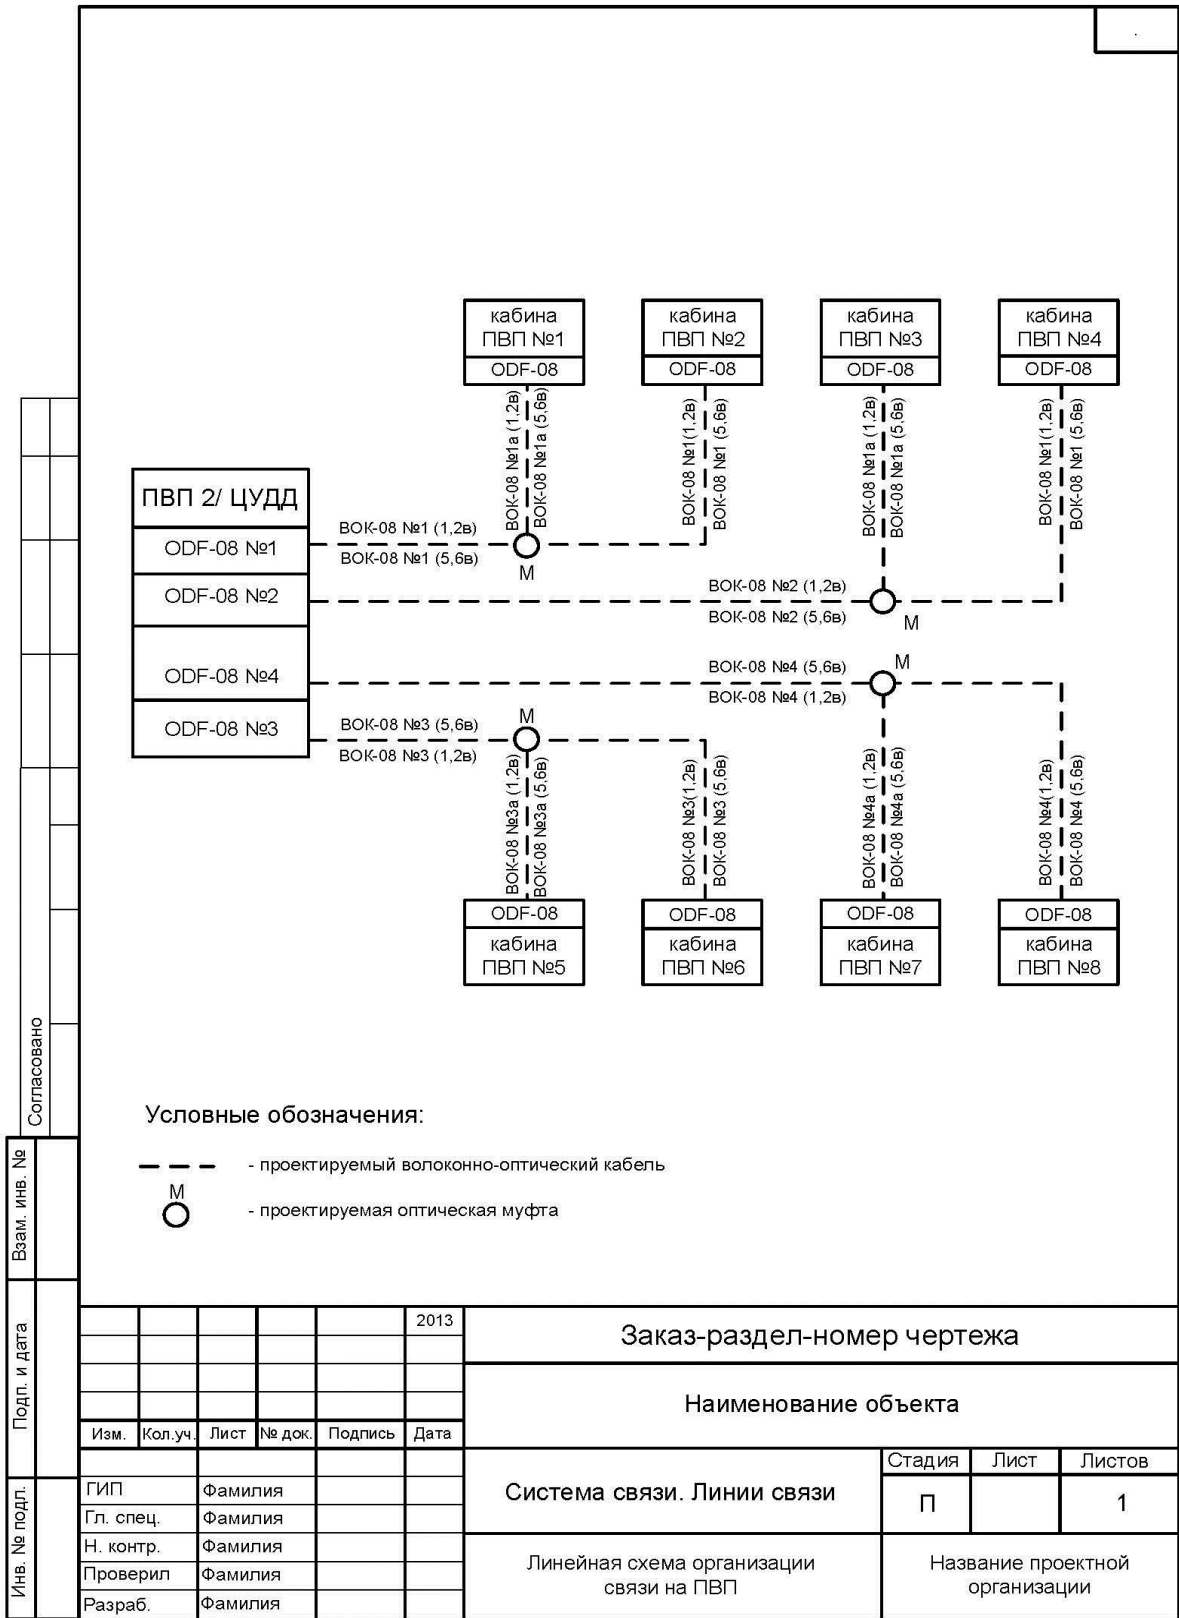 кабина
ПВП №1
ODF-08
кабина
ПВП №2
ODF-08
кабина
ПВП №3
ODF-08
кабина
ПВП №4
ODF-08
ВОК-08 №1а (1,2в)
ВОК-08 №1а (5,6в)
ВОК-08 №1(1,2в)
ВОК-08 №1 (5,6в)
ВОК-08 №1а (1,2в)
ВОК-08 №1а (5,6в)
ВОК-08 №1(1,2в)
ВОК-08 №1 (5,6в)
ПВП 2/ ЦУДД
ODF-08 №1
ODF-08 №2
ODF-08 №4
ODF-08 №3
ВОК-08 №1 (1,2в)
ВОК-08 №1 (5,6в)
М
ВОК-08 №2 (1,2в)
ВОК-08 №2 (5,6в)
М
ВОК-08 №4 (5,6в)
ВОК-08 №4 (1,2в)
М
ВОК-08 №3 (5,6в)
ВОК-08 №3 (1,2в)
М
ВОК-08 №3а (1,2в)
ВОК-08 №3а (5,6в)
ВОК-08 №3(1,2в)
ВОК-08 №3 (5,6в)
ВОК-08 №4а (1,2в)
ВОК-08 №4а (5,6в)
ВОК-08 №4(1,2в)
ВОК-08 №4 (5,6в)
ODF-08
кабина
ПВП №5
ODF-08
кабина
ПВП №6
ODF-08
кабина
ПВП №7
ODF-08
кабина
ПВП №8
Условные обозначения:
- проектируемый волоконно-оптический кабель
М
- проектируемая оптическая муфта
Согласовано
Взам. инв. №
Подп. и дата
Инв. № подл.
2013
Изм. Кол.уч. Лист № док. Подпись Дата
ГИП Фамилия
Гл. спец. Фамилия
Н. контр. Фамилия
Проверил Фамилия
Разраб. Фамилия
Заказ-раздел-номер чертежа
Наименование объекта
Система связи. Линии связи
Стадия Лист Листов
П 1
Линейная схема организации
связи на ПВП
Название проектной
организации